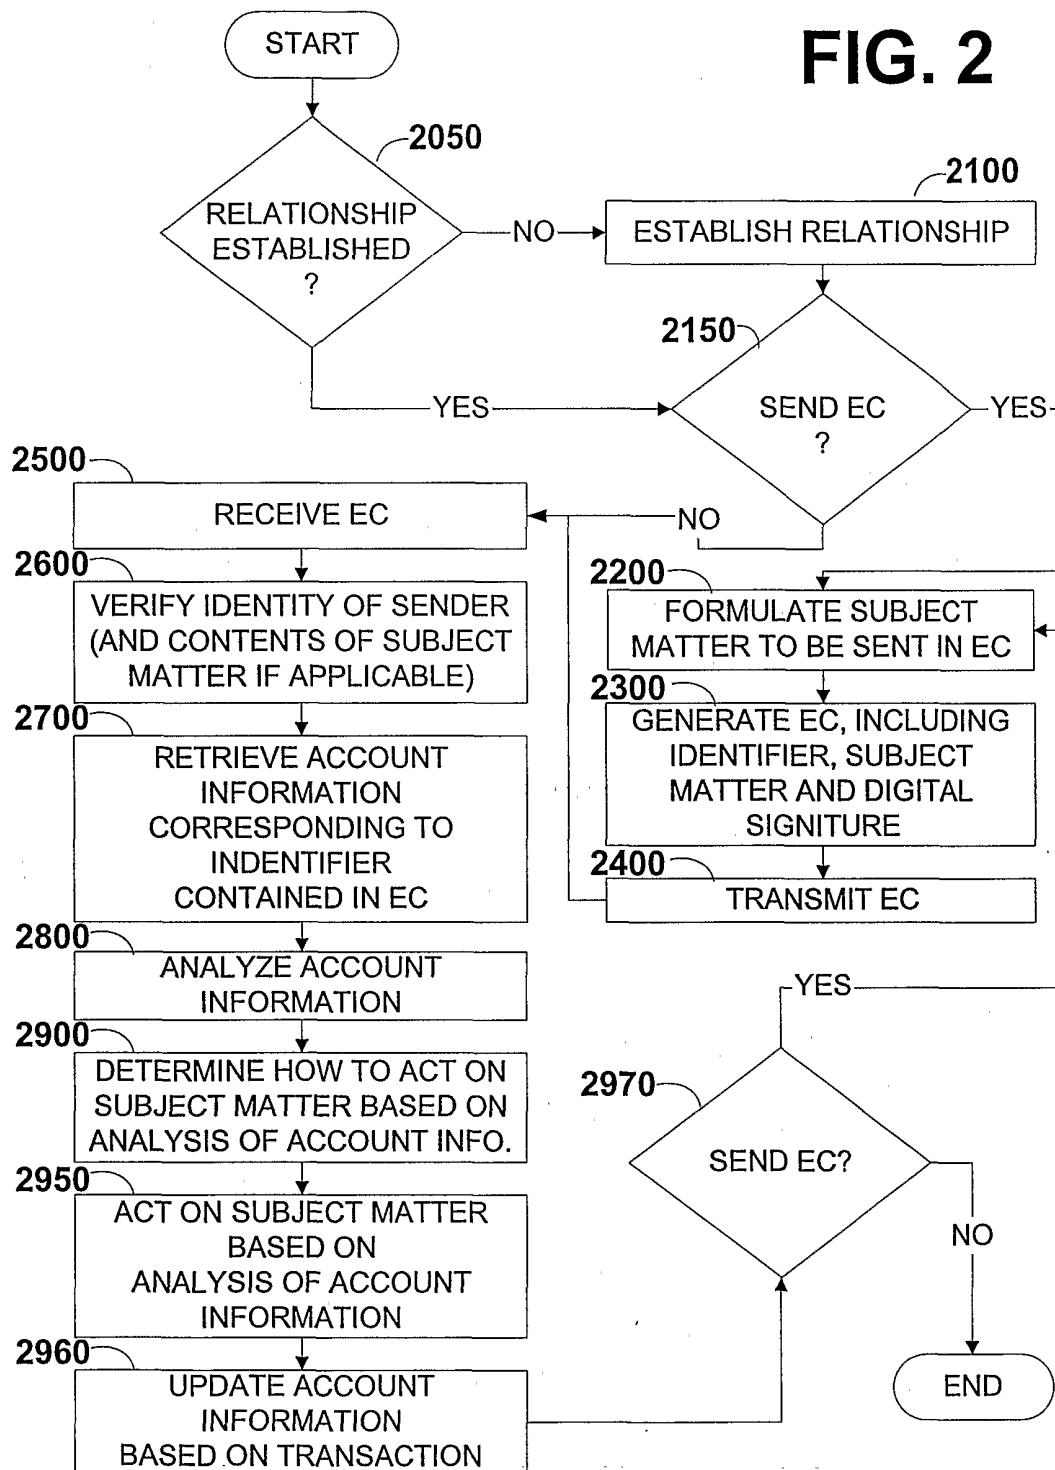 START
FIG. 2
2050
RELATIONSHIP
ESTABLISHED
?
NO
2100
ESTABLISH RELATIONSHIP
2150
YES
SEND EC
?
YES
2500
RECEIVE EC
NO
2600
VERIFY IDENTITY OF SENDER
(AND CONTENTS OF SUBJECT
MATTER IF APPLICABLE)
2200
FORMULATE SUBJECT
MATTER TO BE SENT IN EC
2700
RETRIEVE ACCOUNT
INFORMATION
CORRESPONDING TO
INDENTIFIER
CONTAINED IN EC
2300
GENERATE EC, INCLUDING
IDENTIFIER, SUBJECT
MATTER AND DIGITAL
SIGNITURE
2400
TRANSMIT EC
2800
ANALYZE ACCOUNT
INFORMATION
YES
2900
DETERMINE HOW TO ACT ON
SUBJECT MATTER BASED ON
ANALYSIS OF ACCOUNT INFO.
2970
SEND EC?
2950
ACT ON SUBJECT MATTER
BASED ON
ANALYSIS OF ACCOUNT
INFORMATION
NO
2960
UPDATE ACCOUNT
INFORMATION
BASED ON TRANSACTION
END